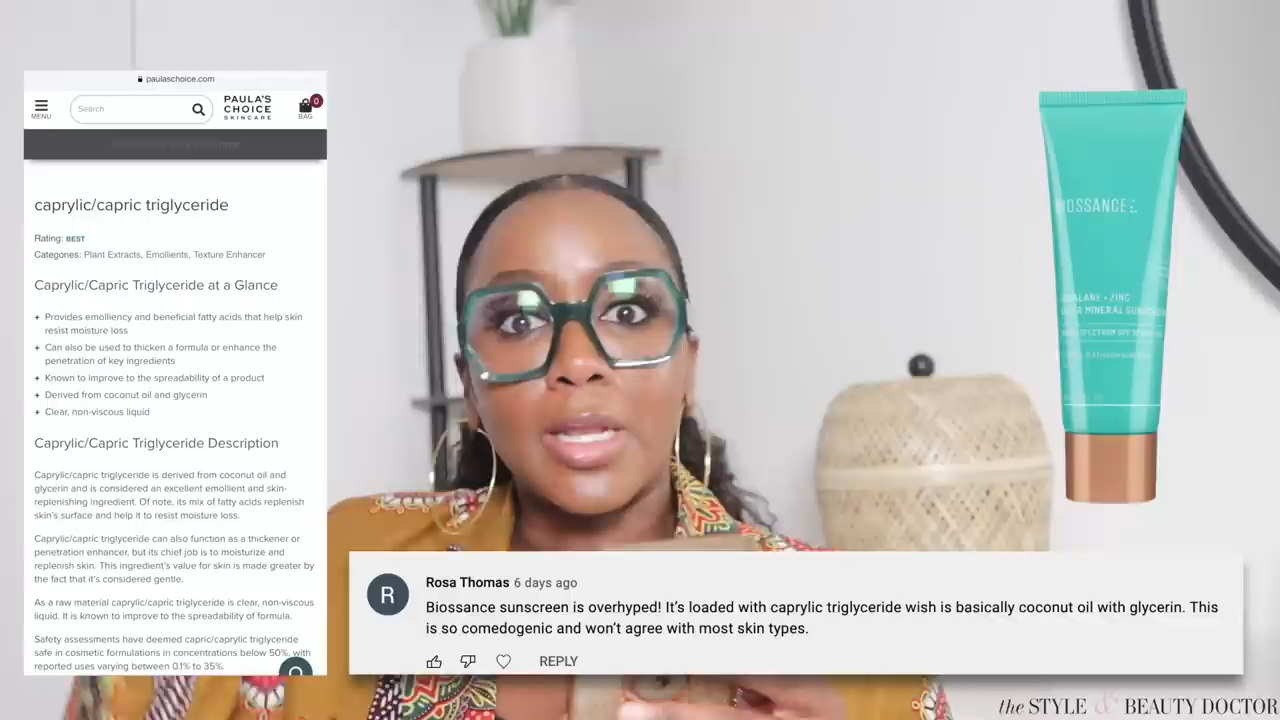 paulaschoice.com
MENU
Search
PAULA'S
CHOICE
SKINCARE
0
BAG
caprylic/capric triglyceride
Rating: BEST
Categories: Plant Extracts, Emollients, Texture Enhancer
Caprylic/Capric Triglyceride at a Glance
+ Provides emolliency and beneficial fatty acids that help skin
resist moisture loss
+ Can also be used to thicken a formula or enhance the
penetration of key ingredients
+ Known to improve to the spreadability of a product
+ Derived from coconut oil and glycerin
+ Clear, non-viscous liquid
Caprylic/Capric Triglyceride Description
Caprylic/capric triglyceride is derived from coconut oil and
glycerin and is considered an excellent emollient and skin-
replenishing ingredient. Of note, its mix of fatty acids replenish
skin's surface and help it to resist moisture loss.
Caprylic/capric triglyceride can also function as a thickener or
penetration enhancer, but its chief job is to moisturize and
replenish skin. This ingredient's value for skin is made greater by
the fact that it's considered gentle.
As a raw material caprylic/capric triglyceride is clear, non-viscous
liquid. It is known to improve to the spreadability of formula.
Safety assessments have deemed capric/caprylic triglyceride
safe in cosmetic formulations in concentrations below 50%, with
reported uses varying between 0.1% to 35%.
BIOSSANCE
+ ZINC
MINERAL
R
Rosa Thomas 6 days ago
Biossance sunscreen is overhyped! It's loaded with caprylic triglyceride wish is basically coconut oil with glycerin. This
is so comedogenic and won't agree with most skin types.
REPLY
the STYLE & BEAUTY DOCTOR